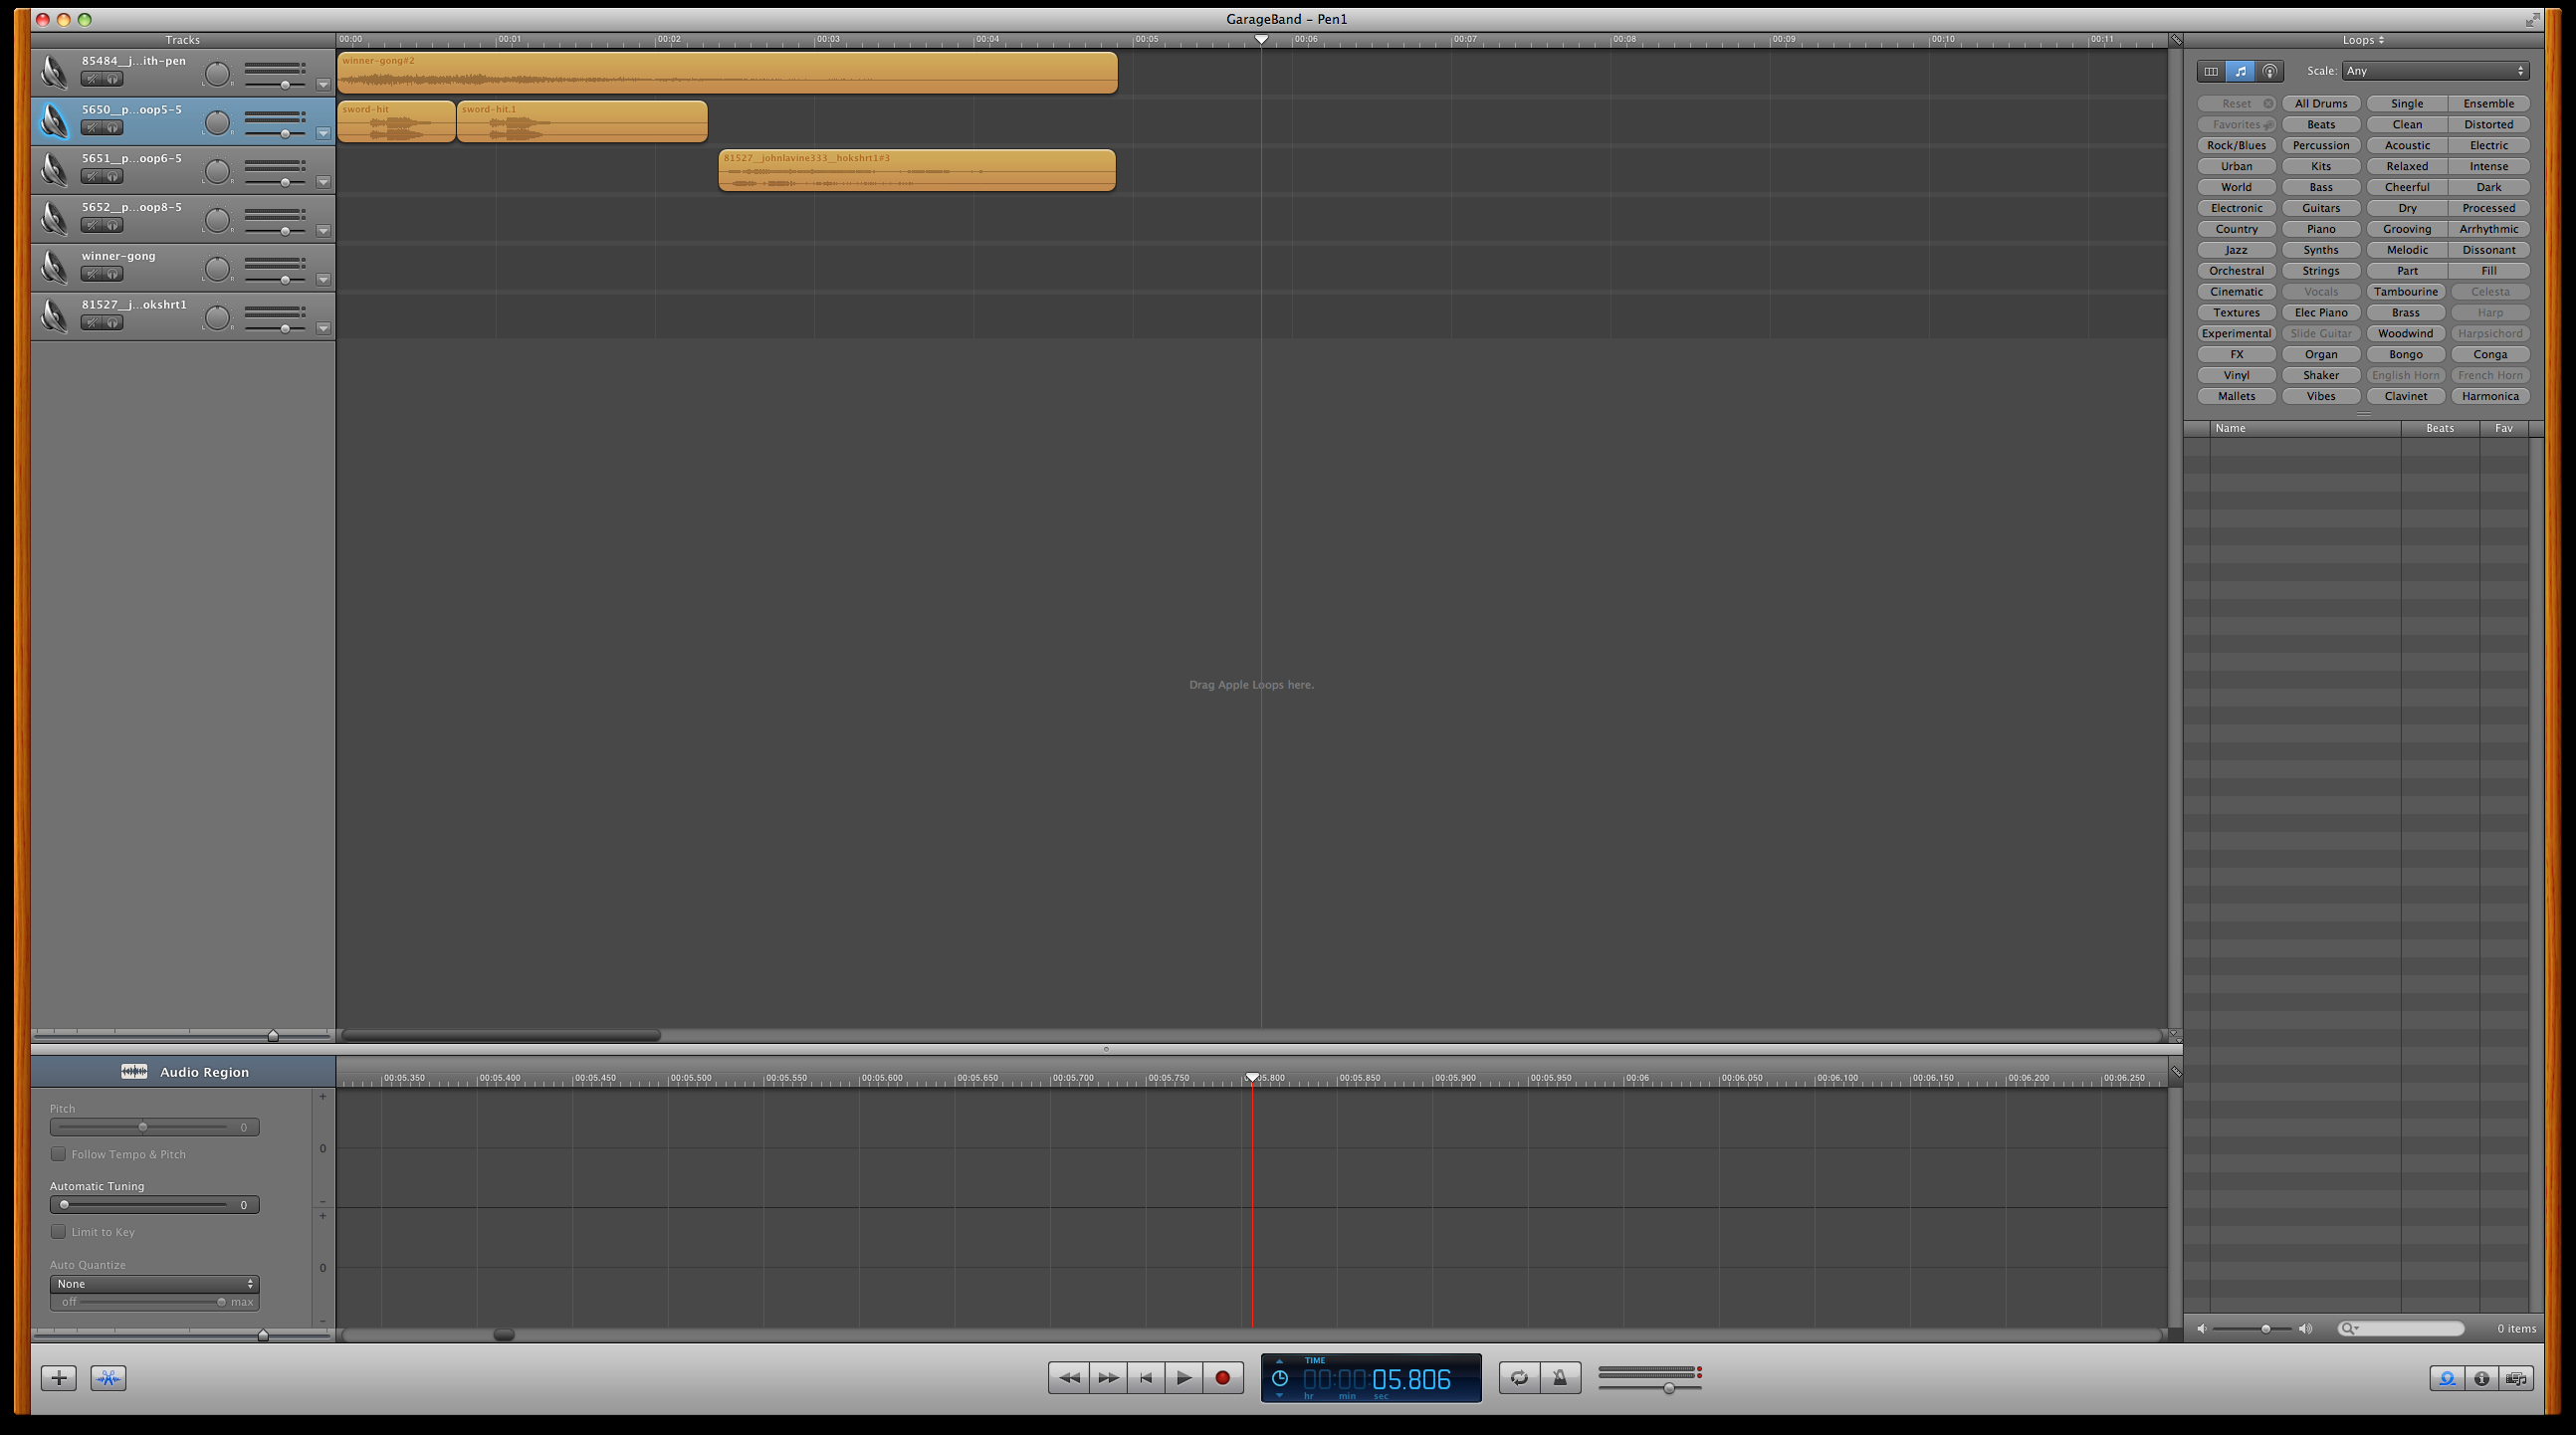 GarageBand – Pen1
Tracks
00:00 00:01 00:02 00:03 00:04 00:05 00:06 00:07 00:08 00:09 00:10 00:11
Loops
85484__j...ith-pen
winner-gong#2
5650__p...oop5-5
sword-hit
sword-hit.1
5651__p...oop6-5
81527__johnlavine333__hokshrt1#3
5652__p...oop8-5
winner-gong
81527__j...okshrt1
Drag Apple Loops here.
Scale: Any
Reset All Drums Single Ensemble
Favorites Beats Clean Distorted
Rock/Blues Percussion Acoustic Electric
Urban Kits Relaxed Intense
World Bass Cheerful Dark
Electronic Guitars Dry Processed
Country Piano Grooving Arrhythmic
Jazz Synths Melodic Dissonant
Orchestral Strings Part Fill
Cinematic Vocals Tambourine Celesta
Textures Elec Piano Brass Harp
Experimental Slide Guitar Woodwind Harpsichord
FX Organ Bongo Conga
Vinyl Shaker English Horn French Horn
Mallets Vibes Clavinet Harmonica
Name Beats Fav
Audio Region
00:05.350 00:05.400 00:05.450 00:05.500 00:05.550 00:05.600 00:05.650 00:05.700 00:05.750 05.800 00:05.850 00:05.900 00:05.950 00:06 00:06.050 00:06.100 00:06.150 00:06.200 00:06.250
Pitch
0
Follow Tempo & Pitch
Automatic Tuning
0
Limit to Key
Auto Quantize
None
off max
+
0
–
+
0
–
0 items
TIME
00:00:05.806
hr min sec